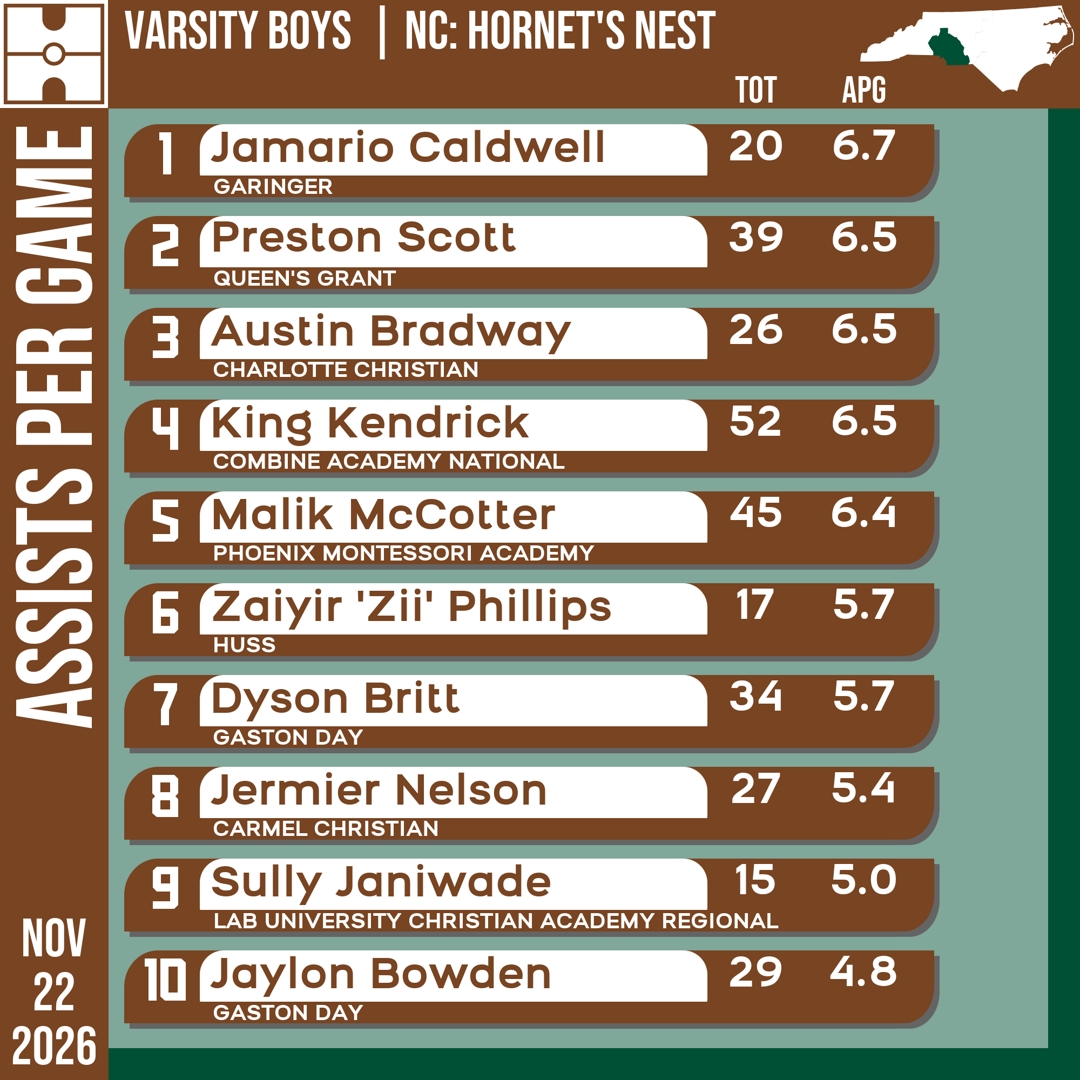 VARSITY BOYS | NC: HORNET'S NEST
TOT APG
ASSISTS PER GAME
1 Jamario Caldwell 20 6.7
GARINGER
2 Preston Scott 39 6.5
QUEEN'S GRANT
3 Austin Bradway 26 6.5
CHARLOTTE CHRISTIAN
4 King Kendrick 52 6.5
COMBINE ACADEMY NATIONAL
5 Malik McCotter 45 6.4
PHOENIX MONTESSORI ACADEMY
6 Zaiyir 'Zii' Phillips 17 5.7
HUSS
7 Dyson Britt 34 5.7
GASTON DAY
8 Jermier Nelson 27 5.4
CARMEL CHRISTIAN
9 Sully Janiwade 15 5.0
LAB UNIVERSITY CHRISTIAN ACADEMY REGIONAL
10 Jaylon Bowden 29 4.8
GASTON DAY
NOV
22
2026